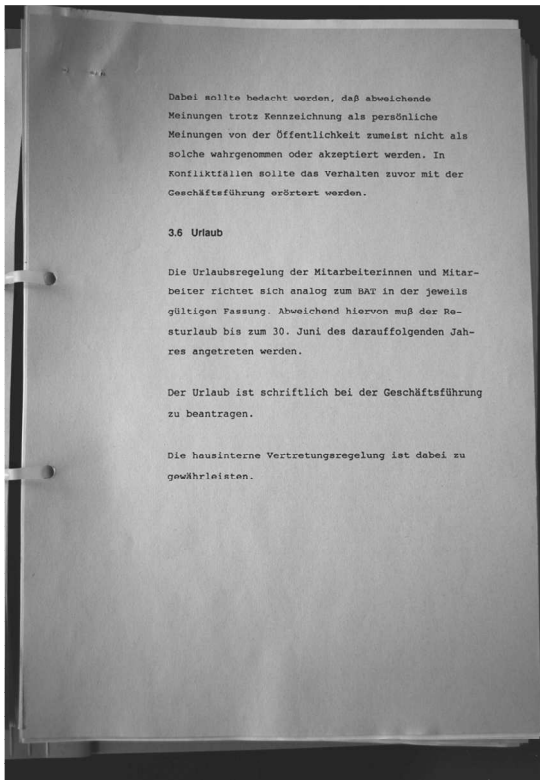 Dabei sollte bedacht werden, daß abweichende
Meinungen trotz Kennzeichnung als persönliche
Meinungen von der Öffentlichkeit zumeist nicht als
solche wahrgenommen oder akzeptiert werden. In
Konfliktfällen sollte das Verhalten zuvor mit der
Geschäftsführung erörtert werden.
3.6 Urlaub
Die Urlaubsregelung der Mitarbeiterinnen und Mitar-
beiter richtet sich analog zum BAT in der jeweils
gültigen Fassung. Abweichend hiervon muß der Re-
sturlaub bis zum 30. Juni des darauffolgenden Jah-
res angetreten werden.
Der Urlaub ist schriftlich bei der Geschäftsführung
zu beantragen.
Die hausinterne Vertretungsregelung ist dabei zu
gewährleisten.